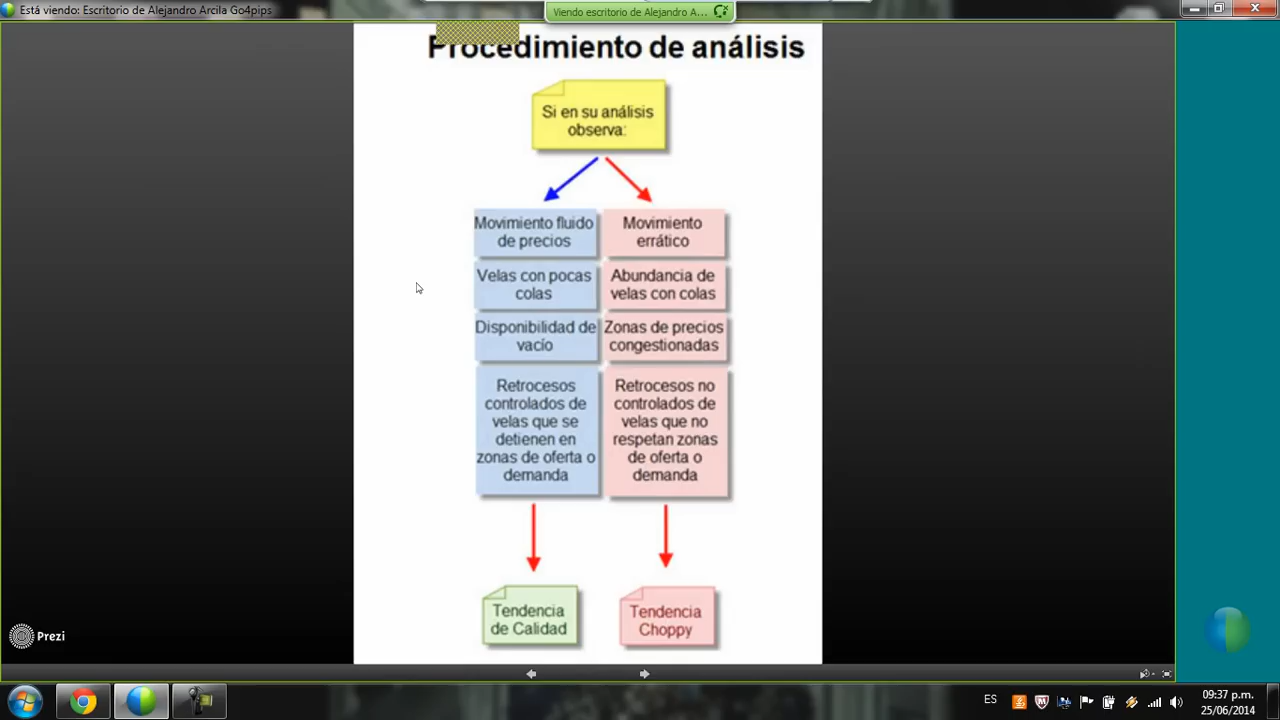 Está viendo: Escritorio de Alejandro Arcila Go4pips
Viendo escritorio de Alejandro A...
Procedimiento de análisis
Si en su análisis
observa:
Movimiento fluido
de precios
Movimiento
errático
Velas con pocas
colas
Abundancia de
velas con colas
Disponibilidad de
vacío
Zonas de precios
congestionadas
Retrocesos
controlados de
velas que se
detienen en
zonas de oferta o
demanda
Retrocesos no
controlados de
velas que no
respetan zonas
de oferta o
demanda
Tendencia
de Calidad
Tendencia
Choppy
Prezi
ES
09:37 p.m.
25/06/2014